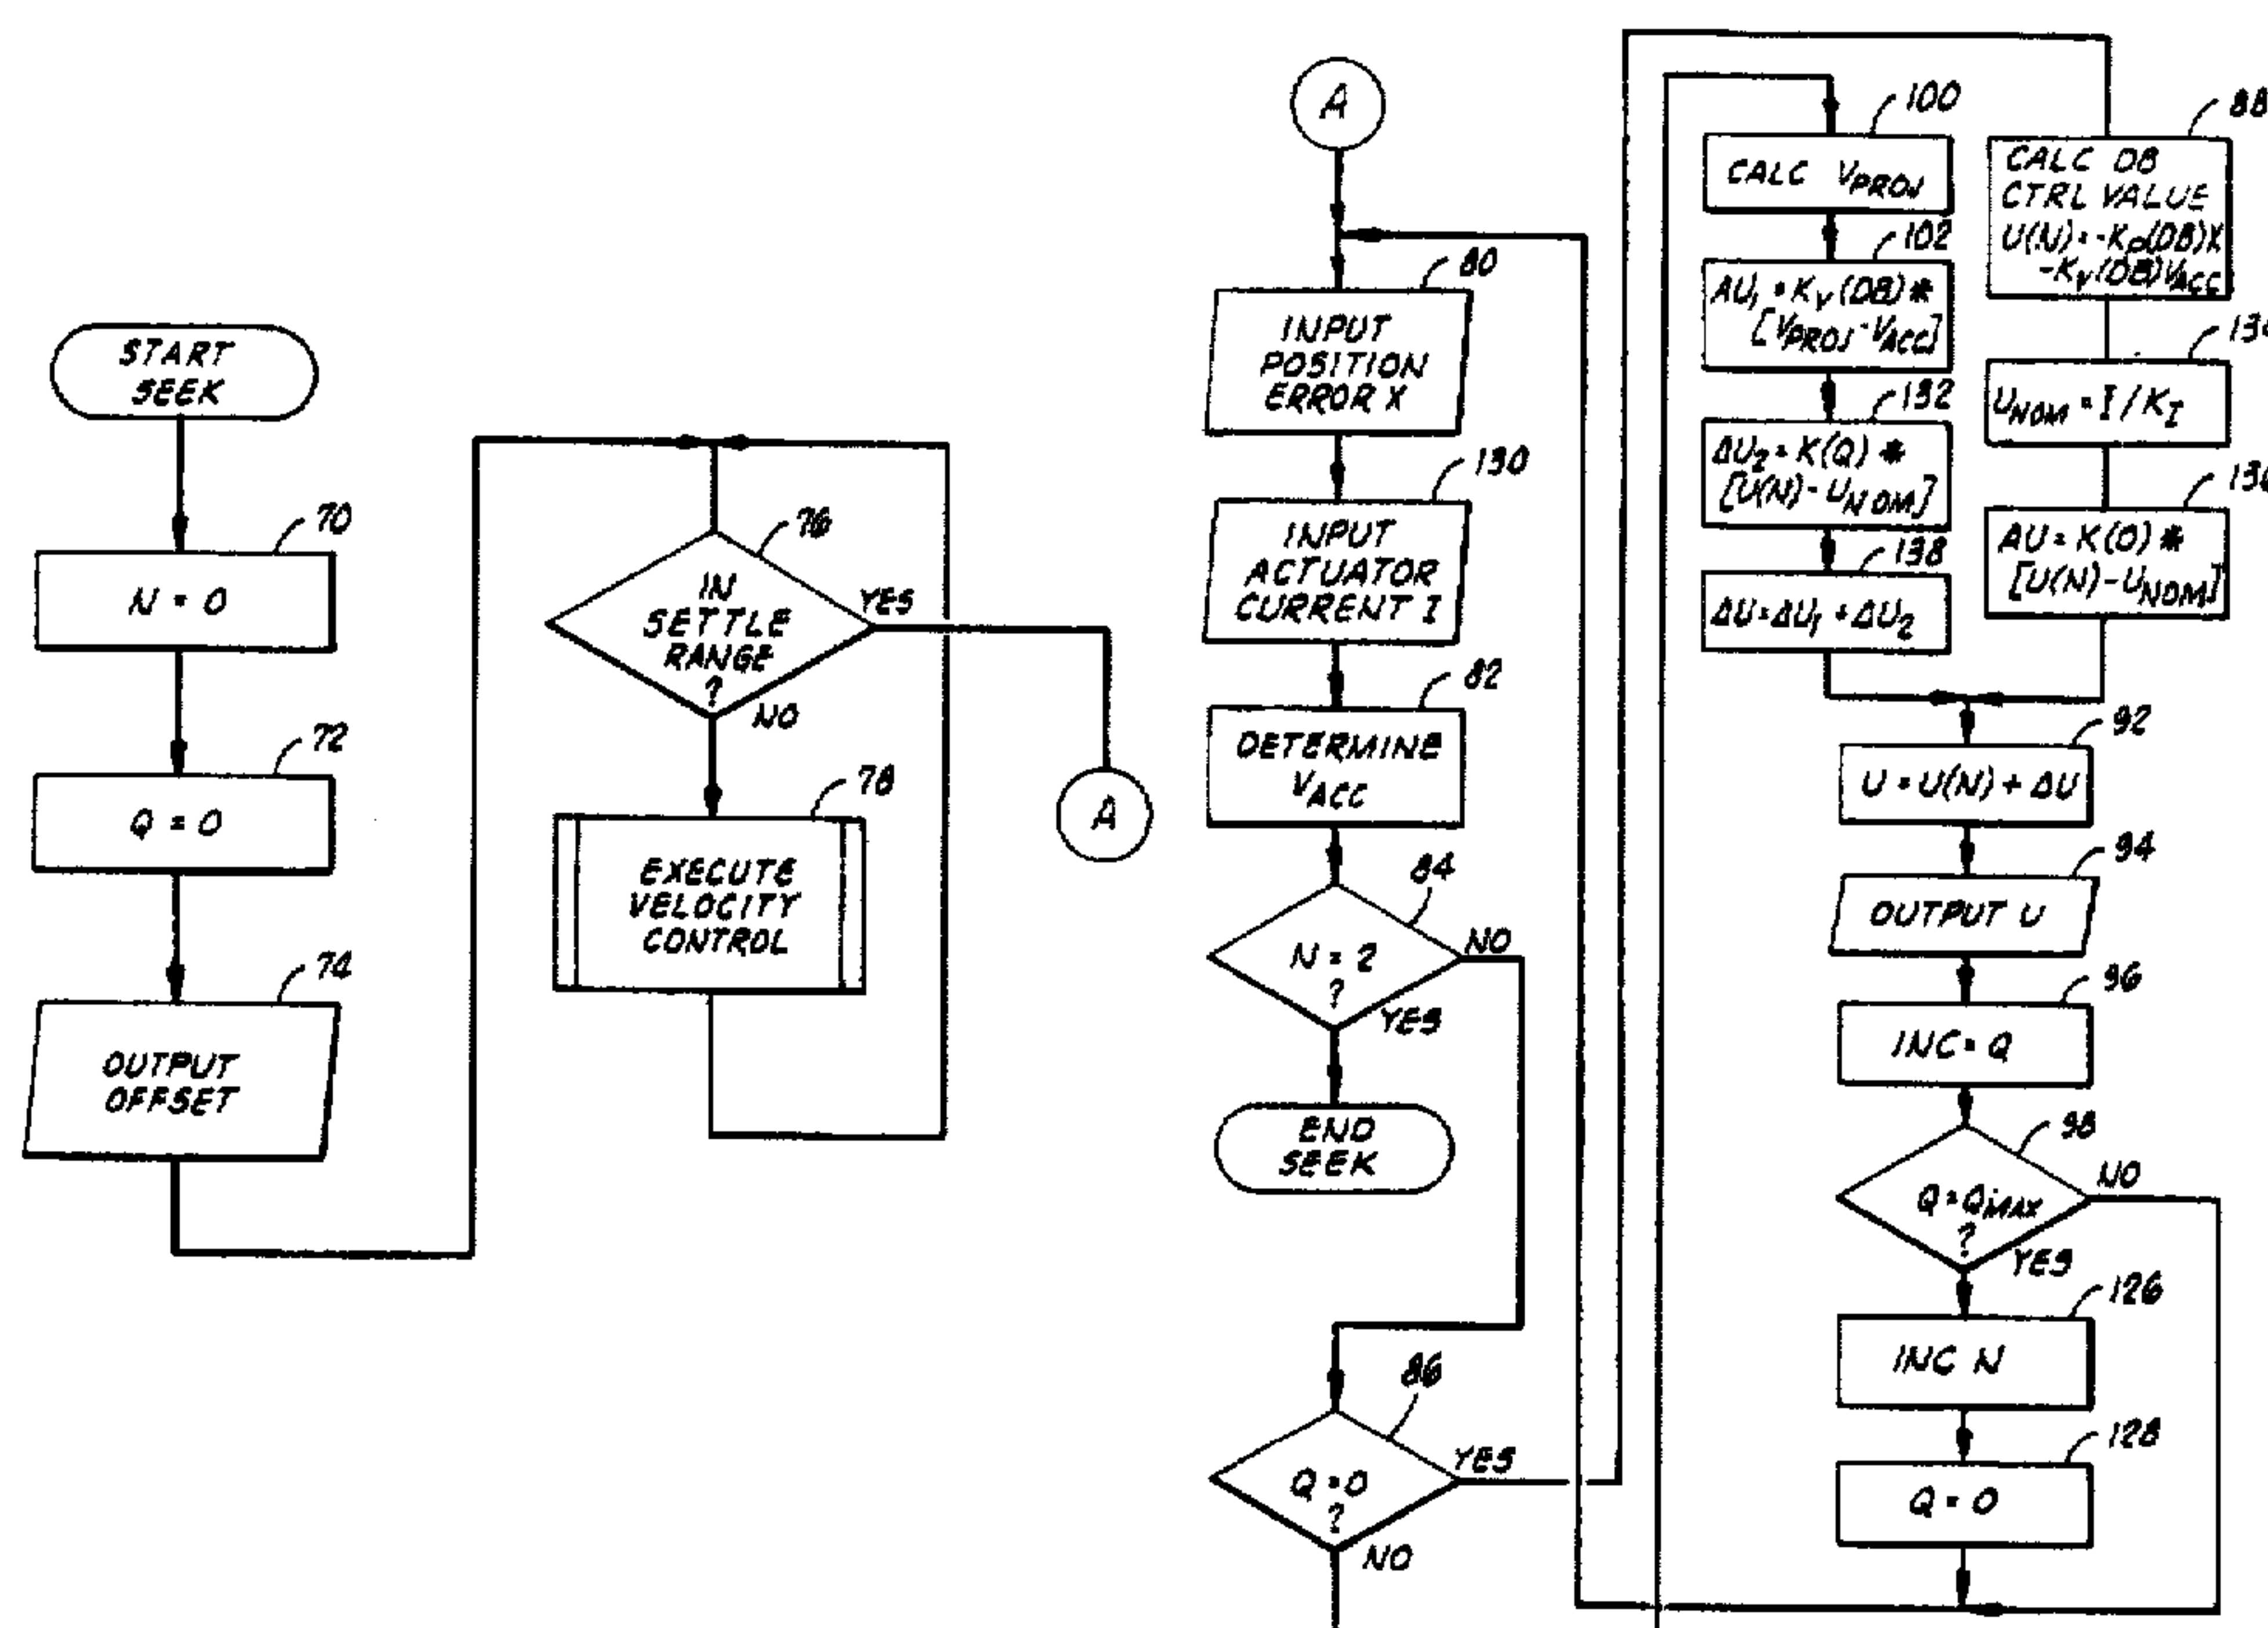 START
SEEK
70
N = 0
72
Q = 0
74
OUTPUT
OFFSET
76
IN
SETTLE
RANGE
?
YES
NO
78
EXECUTE
VELOCITY
CONTROL
A
A
80
INPUT
POSITION
ERROR X
130
INPUT
ACTUATOR
CURRENT I
82
DETERMINE
VACC
84
N = 2
?
NO
YES
END
SEEK
86
Q = 0
?
YES
NO
100
CALC VPROJ
102
ΔU1 = KV(DB)*
[VPROJ - VACC]
132
ΔU2 = K(Q)*
[U(N) - UNOM]
138
ΔU = ΔU1 + ΔU2
88
CALC DB
CTRL VALUE
U(N) = -KP(DB)X
-KV(DB)VACC
UNOM = I/KI
ΔU = K(0)*
[U(N) - UNOM]
92
U = U(N) + ΔU
94
OUTPUT U
96
INC = Q
98
Q = QMAX
?
NO
YES
126
INC N
128
Q = 0